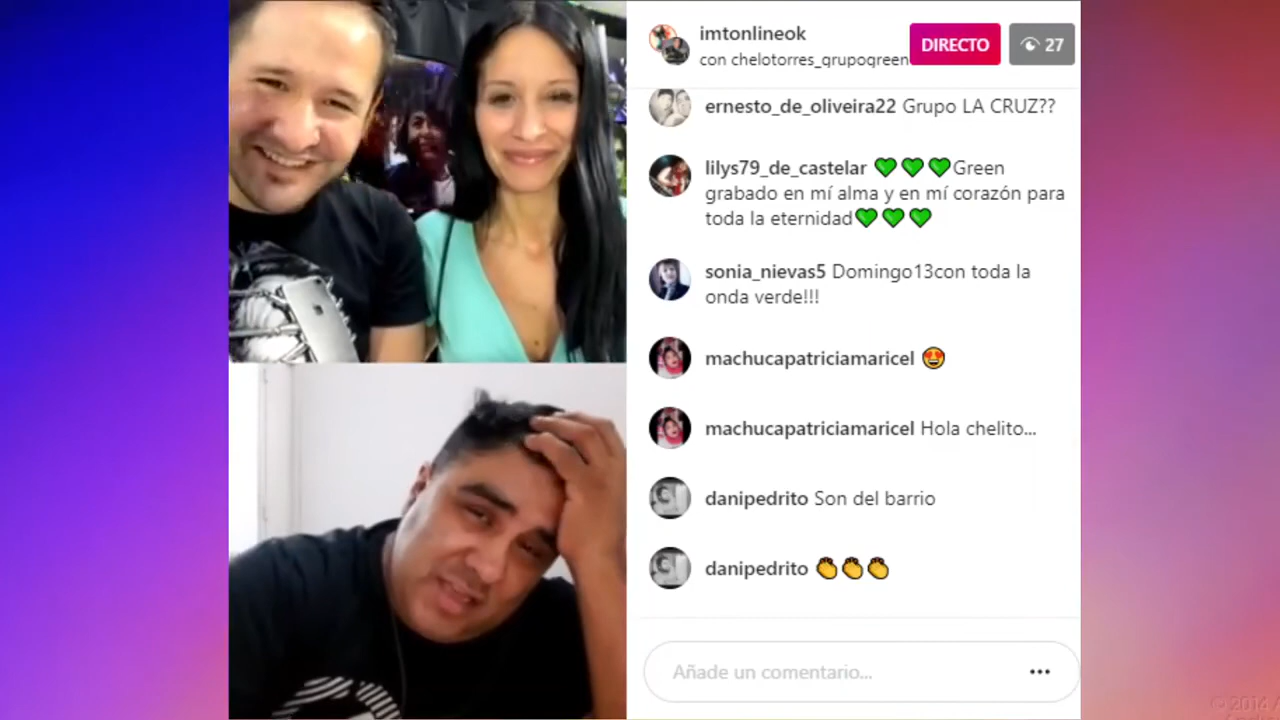 imtonlineok
con chelotorres_grupogreen
DIRECTO
27
ernesto_de_oliveira22 Grupo LA CRUZ??
lilys79_de_castelar 💚💚💚Green
grabado en mí alma y en mí corazón para
toda la eternidad💚💚💚
sonia_nievas5 Domingo13con toda la
onda verde!!!
machucapatriciamaricel 😍
machucapatriciamaricel Hola chelito...
danipedrito Son del barrio
danipedrito 👏👏👏
Añade un comentario...
© 2014